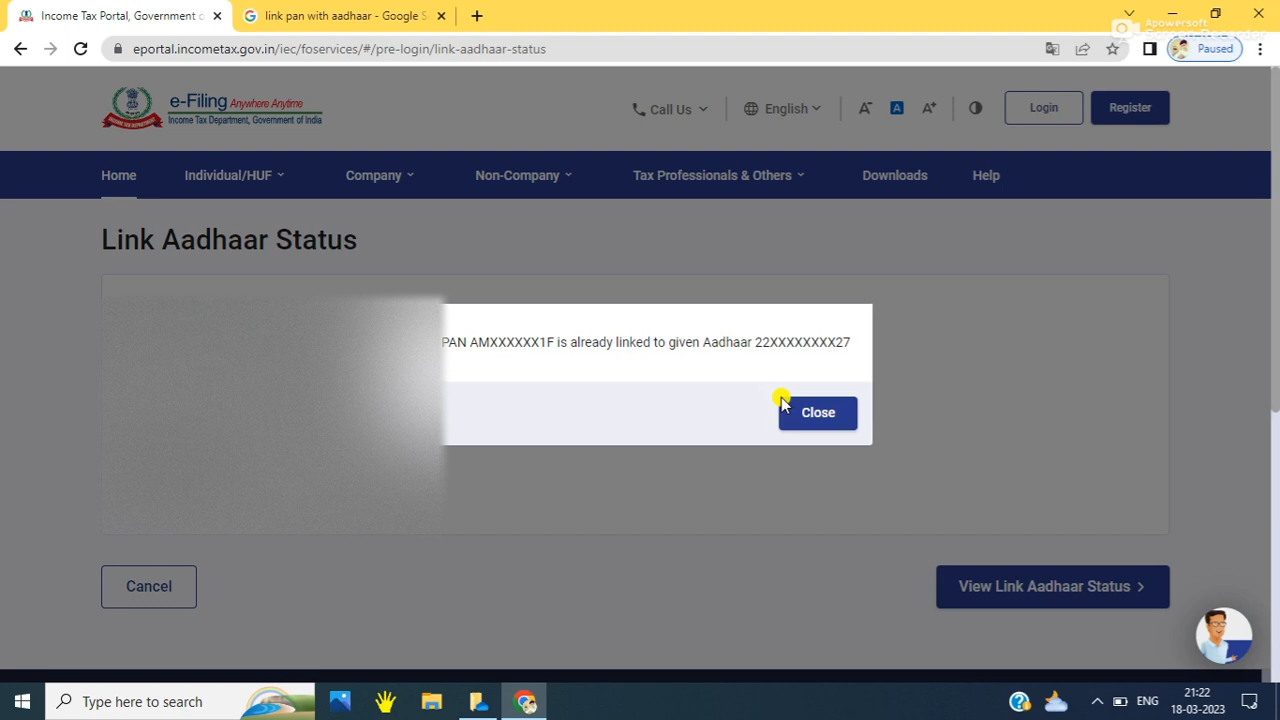 Income Tax Portal, Government o
link pan with aadhaar - Google S
Apowersoft
Screen Recorder
eportal.incometax.gov.in/iec/foservices/#/pre-login/link-aadhaar-status
Paused
e-Filing Anywhere Anytime
Income Tax Department, Government of India
Call Us
English
A-
A
A+
Login
Register
Home
Individual/HUF
Company
Non-Company
Tax Professionals & Others
Downloads
Help
Link Aadhaar Status
PAN AMXXXXXX1F is already linked to given Aadhaar 22XXXXXXXX27
Close
Cancel
View Link Aadhaar Status >
Type here to search
ENG
21:22
18-03-2023